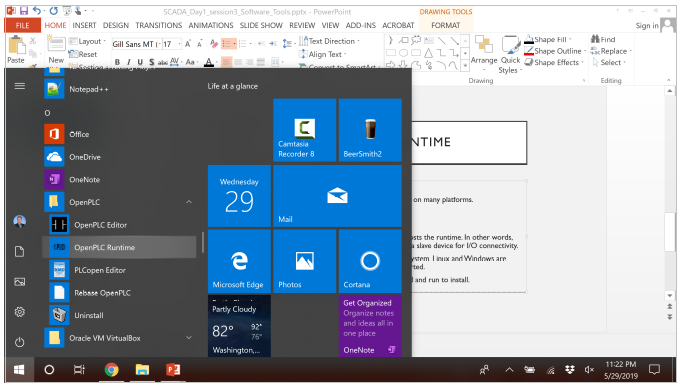 SCADA_Day1_session3_Software_Tools.pptx - PowerPoint
DRAWING TOOLS
FILE HOME INSERT DESIGN TRANSITIONS ANIMATIONS SLIDE SHOW REVIEW VIEW ADD-INS ACROBAT FORMAT Sign in
Paste
New
Layout
Reset
Gill Sans MT (
17
B I U S abc AV Aa A
Text Direction
Align Text
Convert to SmartArt
Arrange
Quick
Styles
Shape Fill
Shape Outline
Shape Effects
Drawing
Find
Replace
Select
Editing
Notepad++
O
Office
OneDrive
OneNote
OpenPLC
OpenPLC Editor
OpenPLC Runtime
PLCopen Editor
Rebase OpenPLC
Uninstall
Oracle VM VirtualBox
Life at a glance
Camtasia
Recorder 8
BeerSmith2
Wednesday
29
Mail
Microsoft Edge
Photos
Cortana
Partly Cloudy
82° 92°
76°
Washington,...
Get Organized
Organize notes
and ideas all in
one place
OneNote
NTIME
on many platforms.
sts the runtime. In other words,
a slave device for I/O connectivity.
ystem. Linux and Windows are
rted.
l and run to install.
11:22 PM
5/29/2019